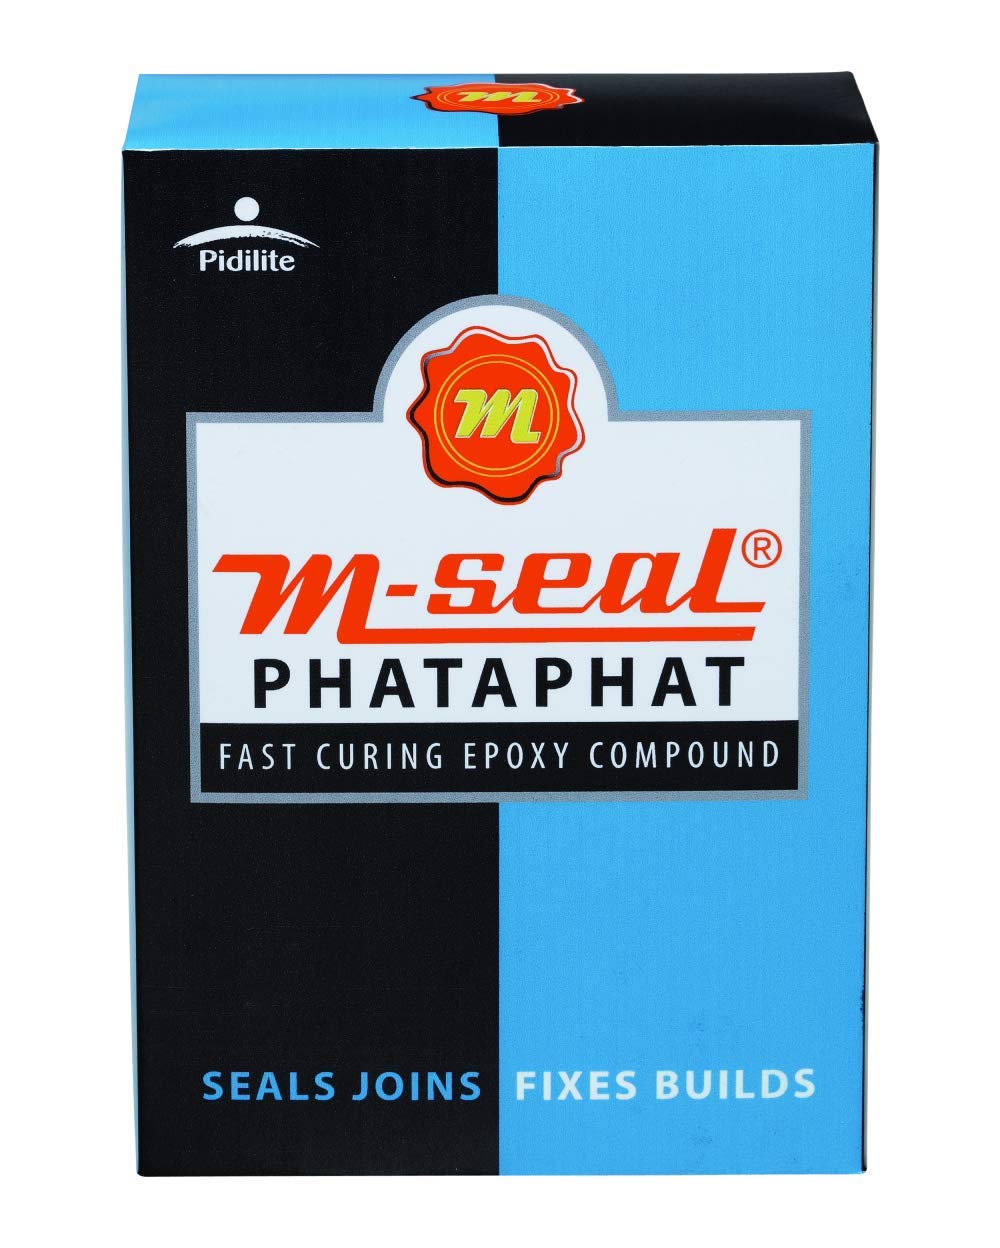 m
Pidilite
m
m-seal®
PHATAPHAT
FAST CURING EPOXY COMPOUND
SEALS JOINS FIXES BUILDS